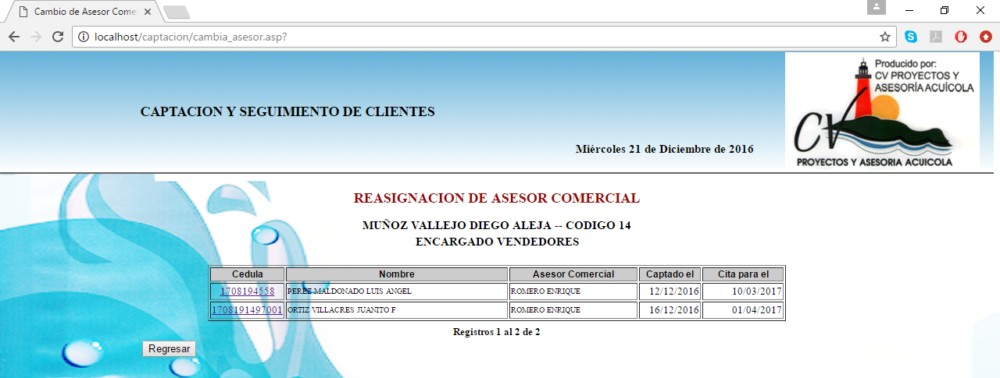 Cambio de Asesor Come
localhost/captacion/cambia_asesor.asp?
Producido por:
CV PROYECTOS Y
ASESORÍA ACUÍCOLA
CAPTACION Y SEGUIMIENTO DE CLIENTES
CV
Miércoles 21 de Diciembre de 2016
PROYECTOS Y ASESORIA ACUICOLA
REASIGNACION DE ASESOR COMERCIAL
MUÑOZ VALLEJO DIEGO ALEJA -- CODIGO 14
ENCARGADO VENDEDORES
Cedula Nombre Asesor Comercial Captado el Cita para el
1708194558 PEREZ MALDONADO LUIS ANGEL ROMERO ENRIQUE 12/12/2016 10/03/2017
1708191497001 ORTIZ VILLACRES JUANITO F ROMERO ENRIQUE 16/12/2016 01/04/2017
Registros 1 al 2 de 2
Regresar